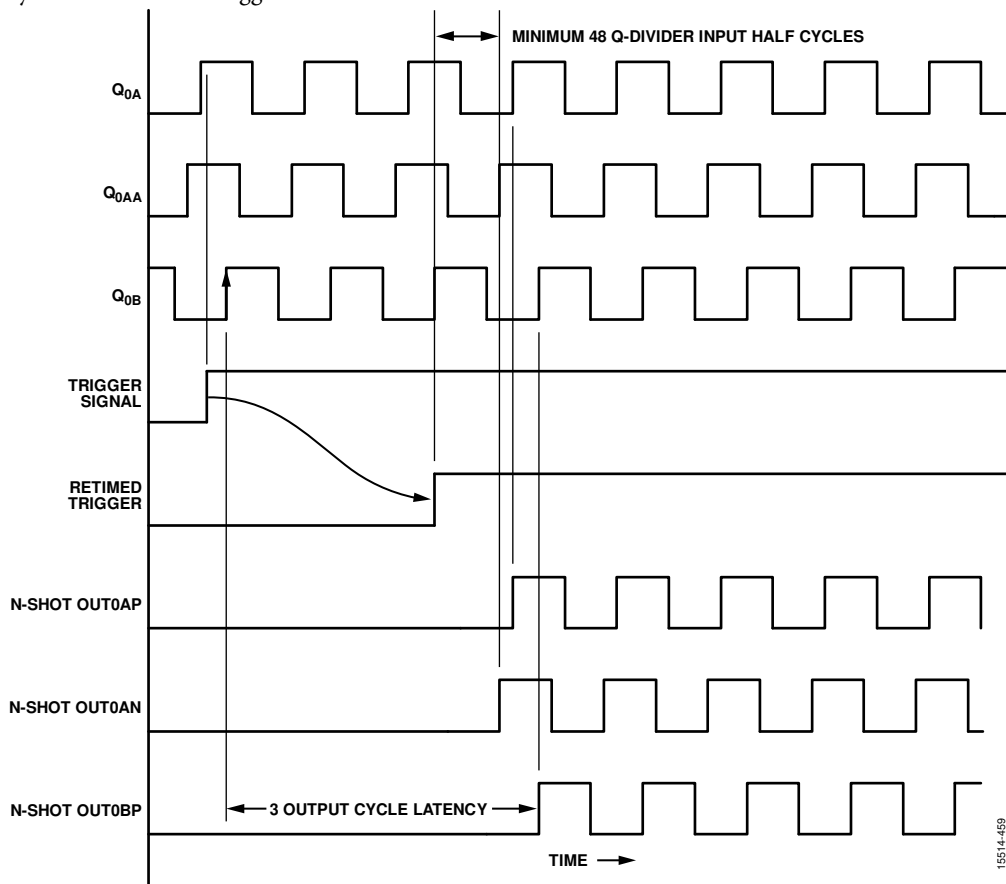 MINIMUM 48 Q-DIVIDER INPUT HALF CYCLES
Q0A
Q0AA
Q0B
TRIGGER
SIGNAL
RETIMED
TRIGGER
N-SHOT OUT0AP
N-SHOT OUT0AN
N-SHOT OUT0BP
3 OUTPUT CYCLE LATENCY
TIME
15514-459